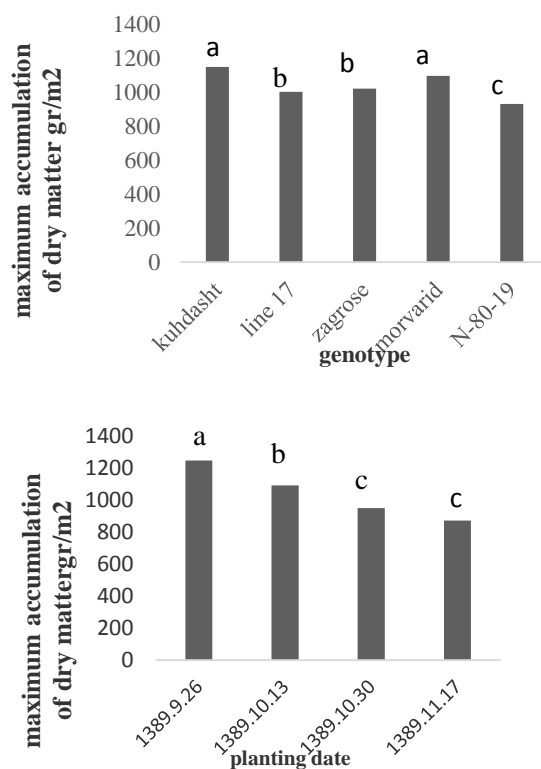 maximum accumulation
of dry matter gr/m2
1400
1200
1000
800
600
400
200
0
a
b
b
a
c
kuhdasht
line 17
zagrose
morvarid
N-80-19
genotype
maximum accumulation
of dry mattergr/m2
1400
1200
1000
800
600
400
200
0
a
b
c
c
1389.9.26
1389.10.13
1389.10.30
1389.11.17
planting date